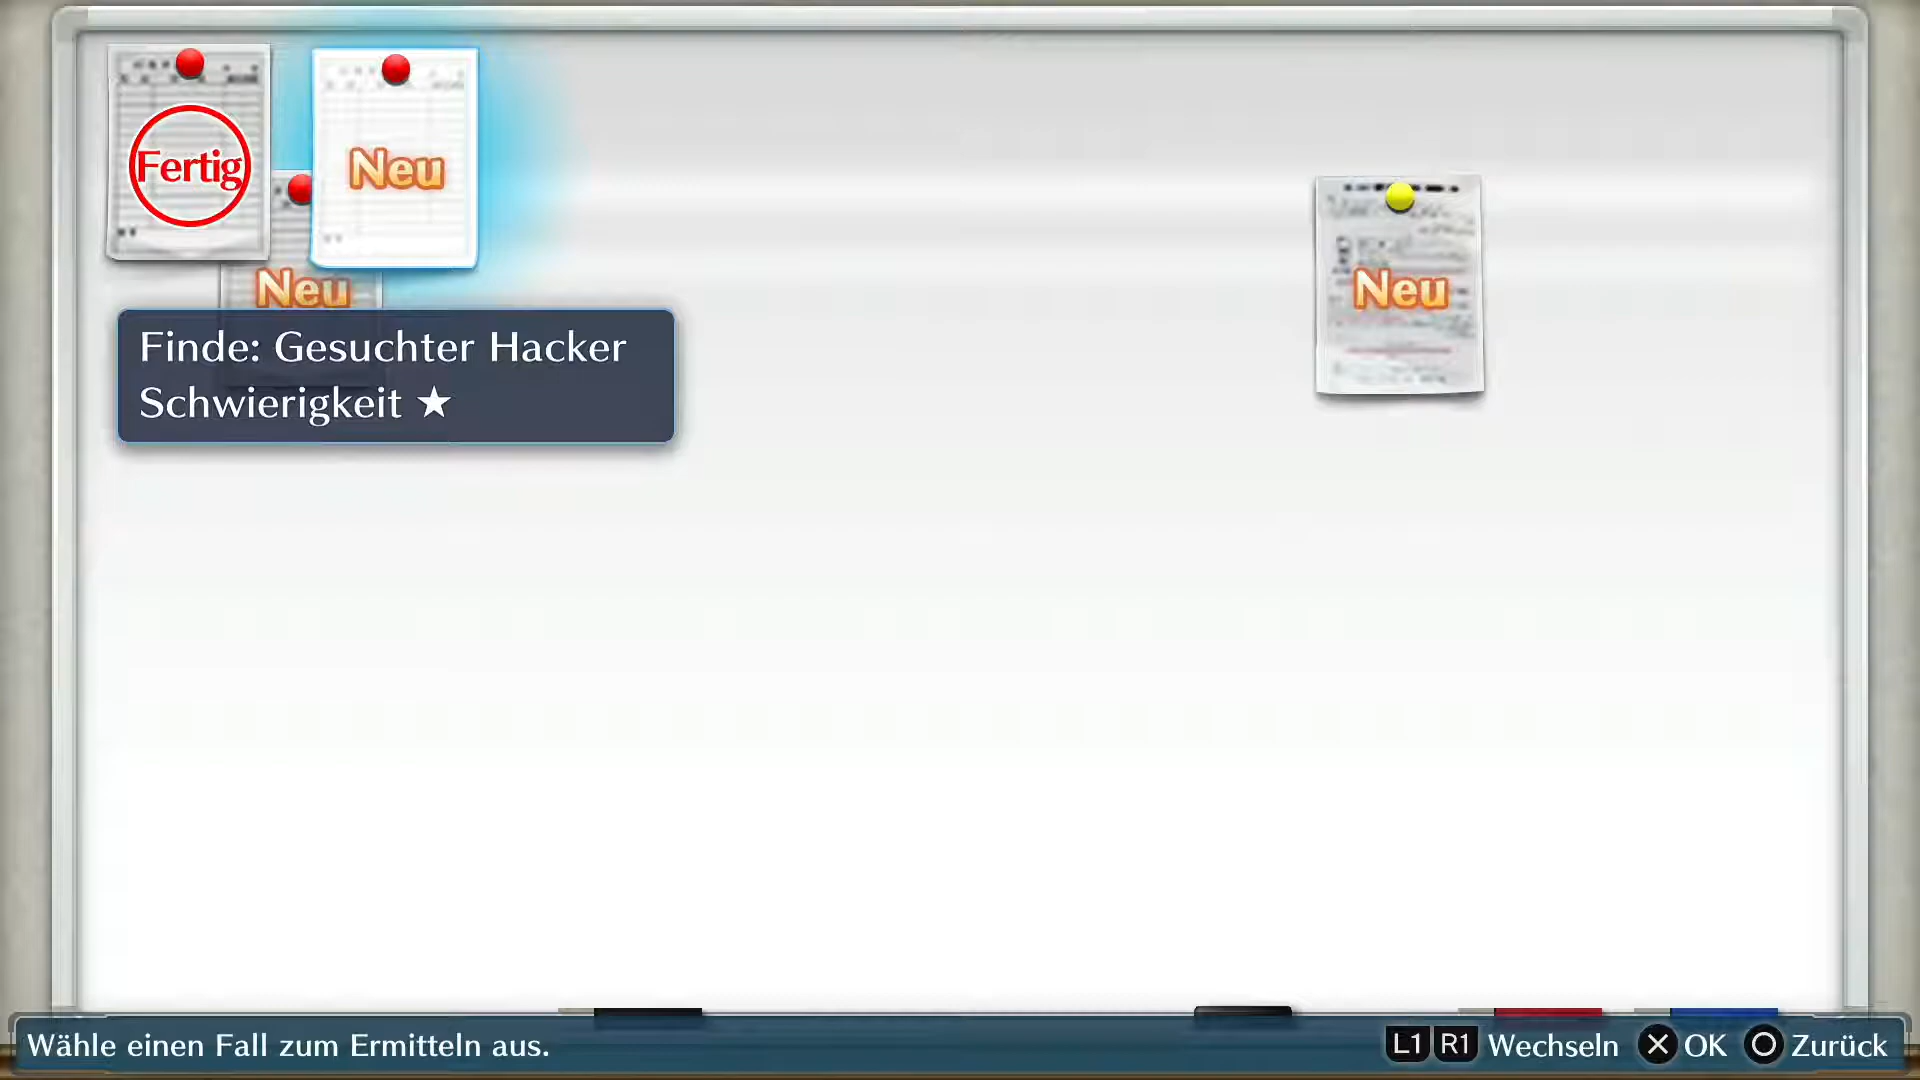 Fertig
Neu
Neu
Neu
Finde: Gesuchter Hacker
Schwierigkeit ★
Wähle einen Fall zum Ermitteln aus.
L1 R1 Wechseln ⊗ OK ○ Zurück